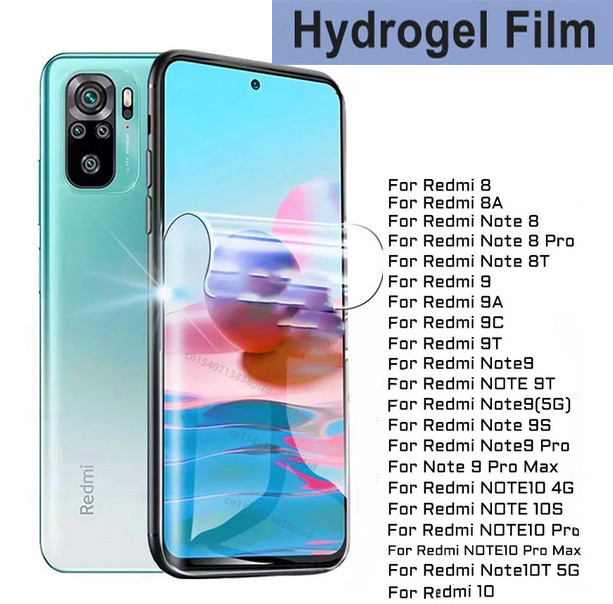 Hydrogel Film
For Redmi 8
For Redmi 8A
For Redmi Note 8
For Redmi Note 8 Pro
For Redmi Note 8T
For Redmi 9
For Redmi 9A
For Redmi 9C
For Redmi 9T
For Redmi Note9
For Redmi NOTE 9T
For Redmi Note9(5G)
For Redmi Note 9S
For Redmi Note9 Pro
For Note 9 Pro Max
For Redmi NOTE10 4G
For Redmi NOTE 10S
For Redmi NOTE10 Pro
For Redmi NOTE10 Pro Max
For Redmi Note10T 5G
For Redmi 10
Redmi